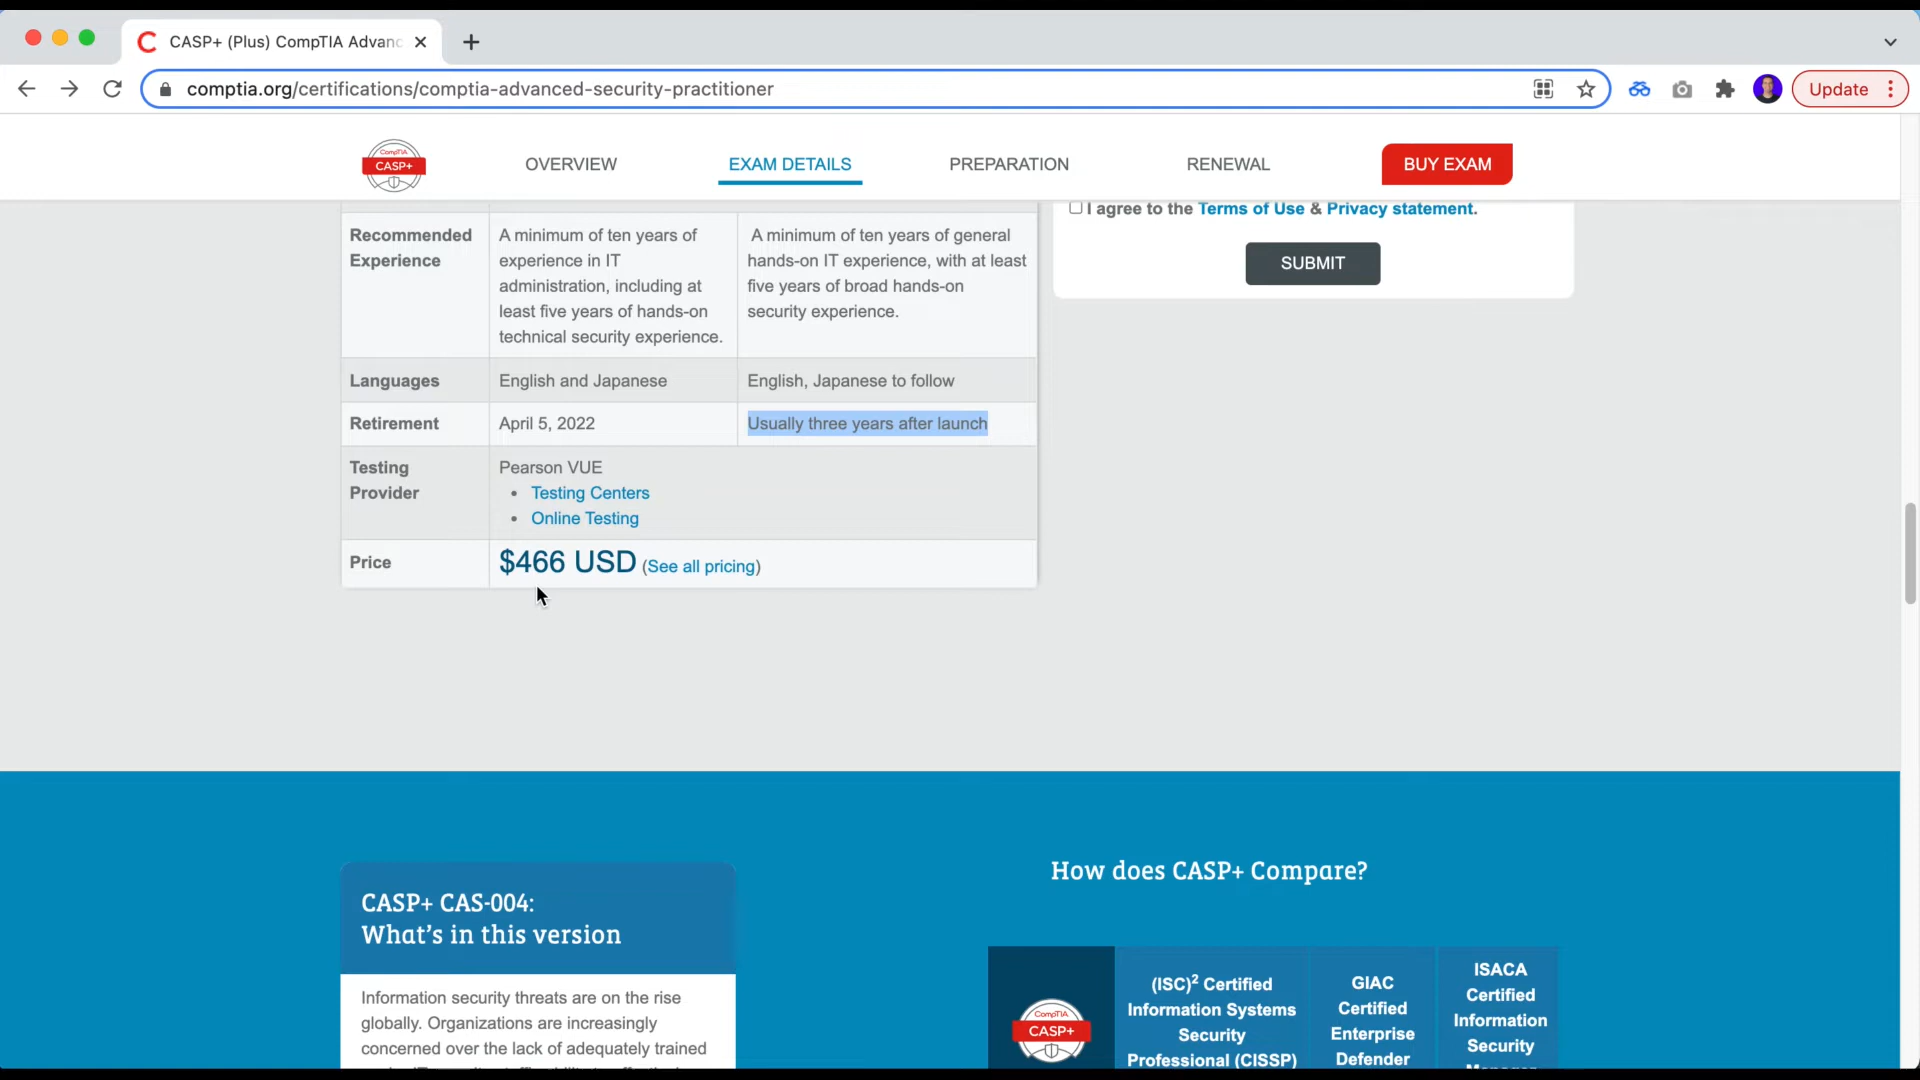 CASP+ (Plus) CompTIA Advanc
comptia.org/certifications/comptia-advanced-security-practitioner
Update
CompTIA
CASP+
OVERVIEW
EXAM DETAILS
PREPARATION
RENEWAL
BUY EXAM
I agree to the Terms of Use & Privacy statement.
SUBMIT
Recommended
Experience
A minimum of ten years of
experience in IT
administration, including at
least five years of hands-on
technical security experience.
A minimum of ten years of general
hands-on IT experience, with at least
five years of broad hands-on
security experience.
Languages
English and Japanese
English, Japanese to follow
Retirement
April 5, 2022
Usually three years after launch
Testing
Provider
Pearson VUE
• Testing Centers
• Online Testing
Price
$466 USD (See all pricing)
CASP+ CAS-004:
What's in this version
Information security threats are on the rise
globally. Organizations are increasingly
concerned over the lack of adequately trained
How does CASP+ Compare?
CompTIA
CASP+
(ISC)2 Certified
Information Systems
Security
Professional (CISSP)
GIAC
Certified
Enterprise
Defender
ISACA
Certified
Information
Security